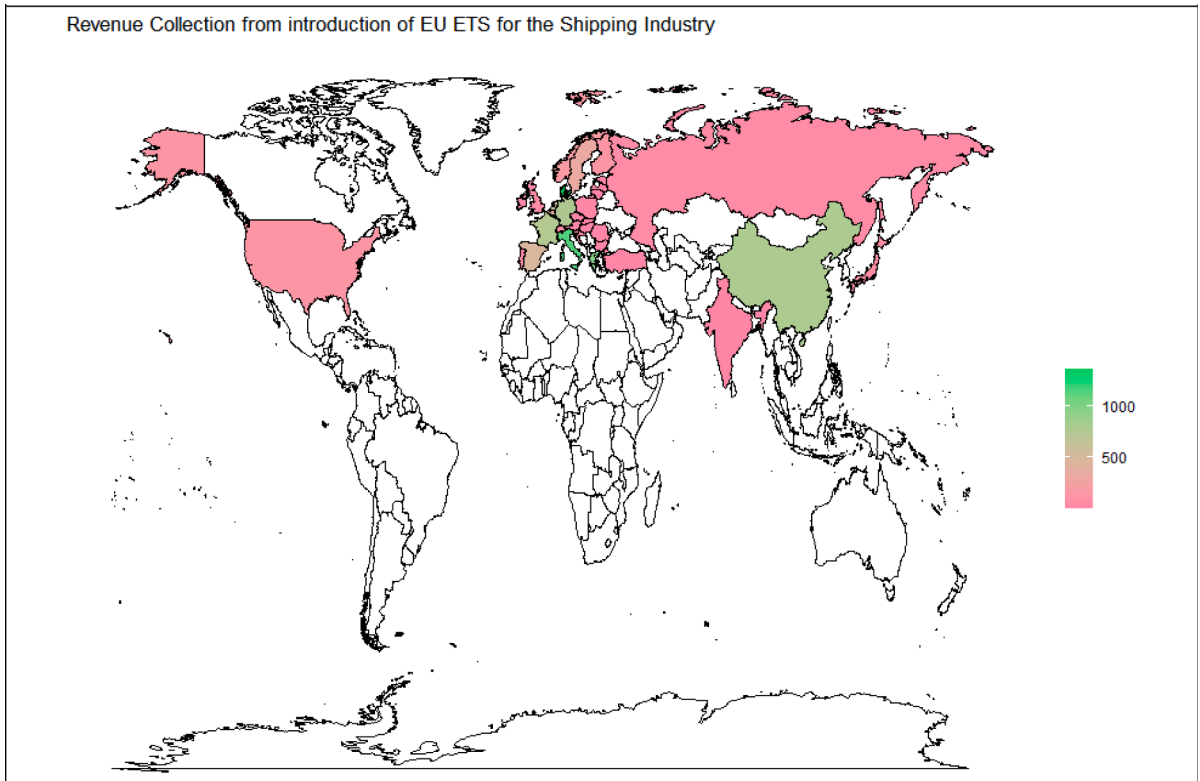 Revenue Collection from introduction of EU ETS for the Shipping Industry
1000
500